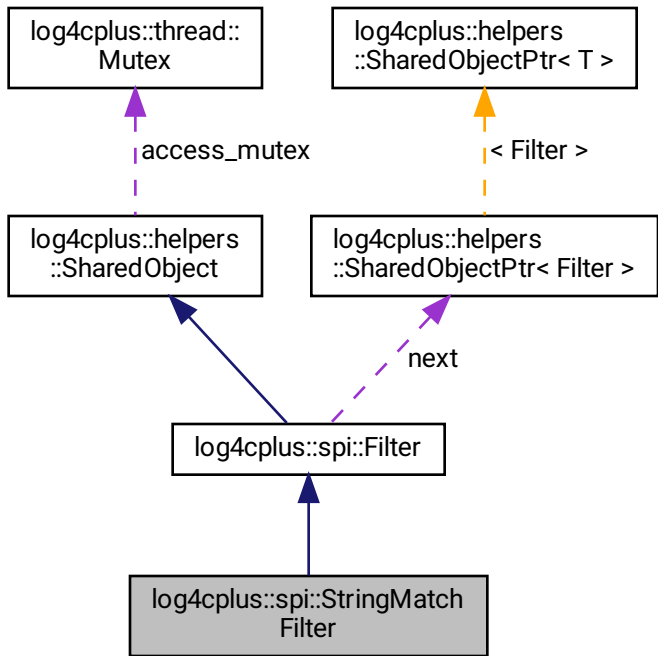 log4cplus::thread::
Mutex
log4cplus::helpers
::SharedObjectPtr< T >
access_mutex
< Filter >
log4cplus::helpers
::SharedObject
log4cplus::helpers
::SharedObjectPtr< Filter >
next
log4cplus::spi::Filter
log4cplus::spi::StringMatch
Filter